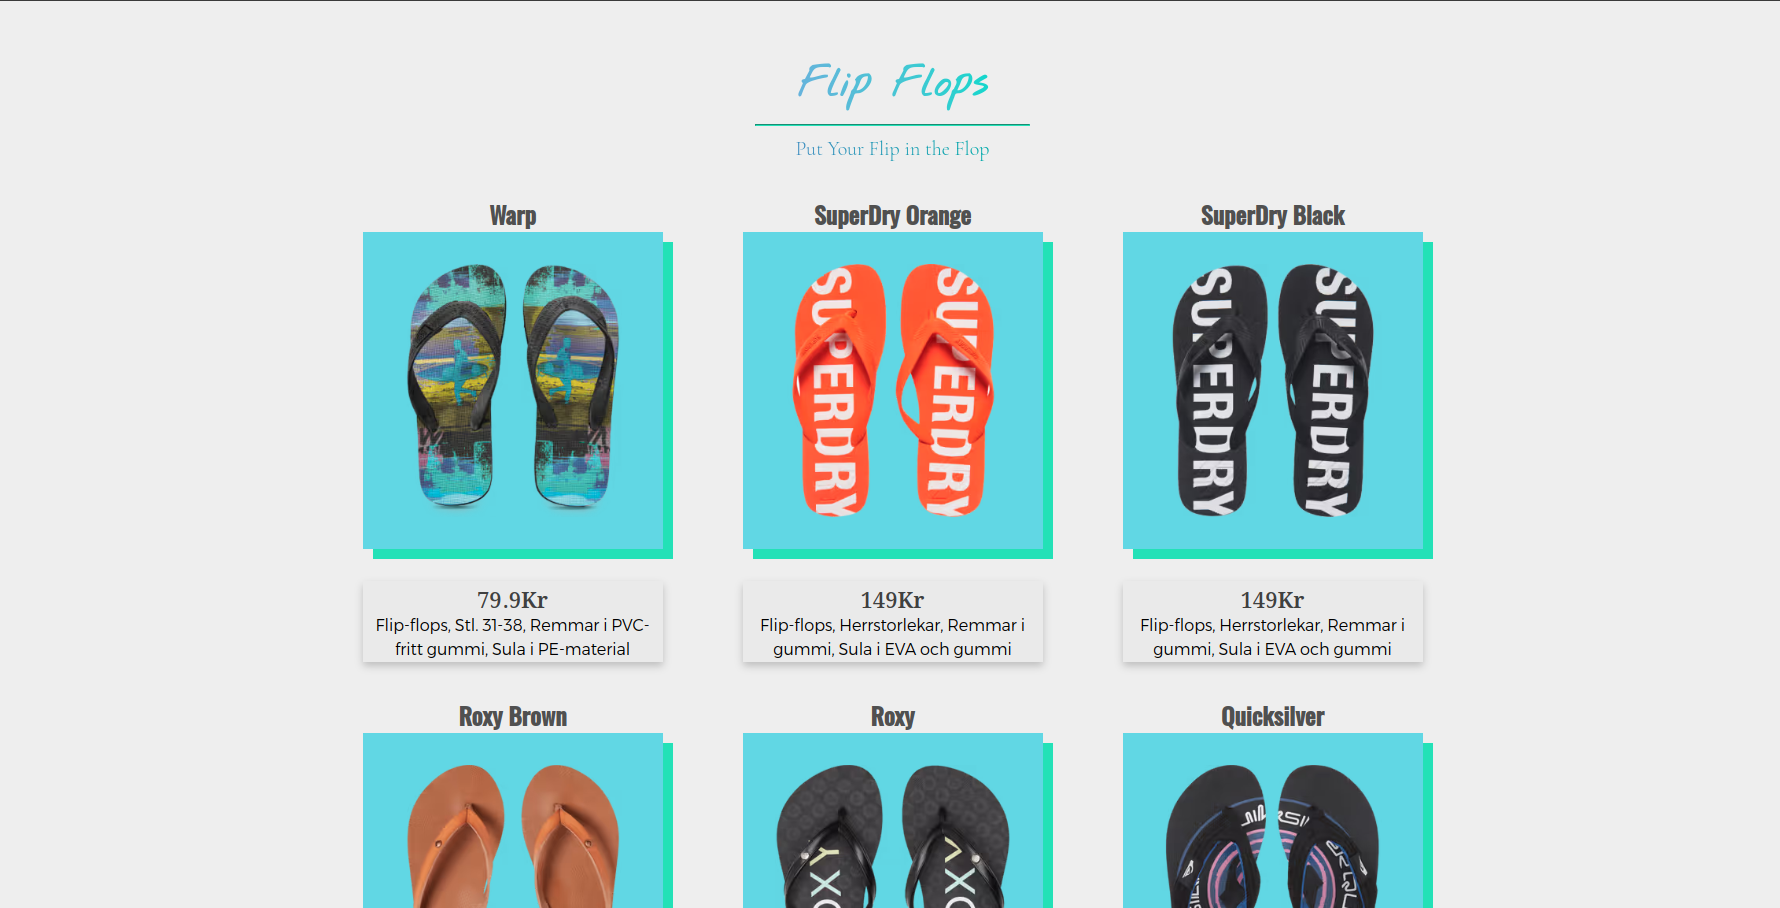 Flip Flops
Put Your Flip in the Flop
Warp
SuperDry Orange
SuperDry Black
SUPERDRY
SUPERDRY
SUPERDRY
SUPERDRY
79.9Kr
149Kr
149Kr
Flip-flops, Stl. 31-38, Remmar i PVC-
fritt gummi, Sula i PE-material
Flip-flops, Herrstorlekar, Remmar i
gummi, Sula i EVA och gummi
Flip-flops, Herrstorlekar, Remmar i
gummi, Sula i EVA och gummi
Roxy Brown
Roxy
Quicksilver